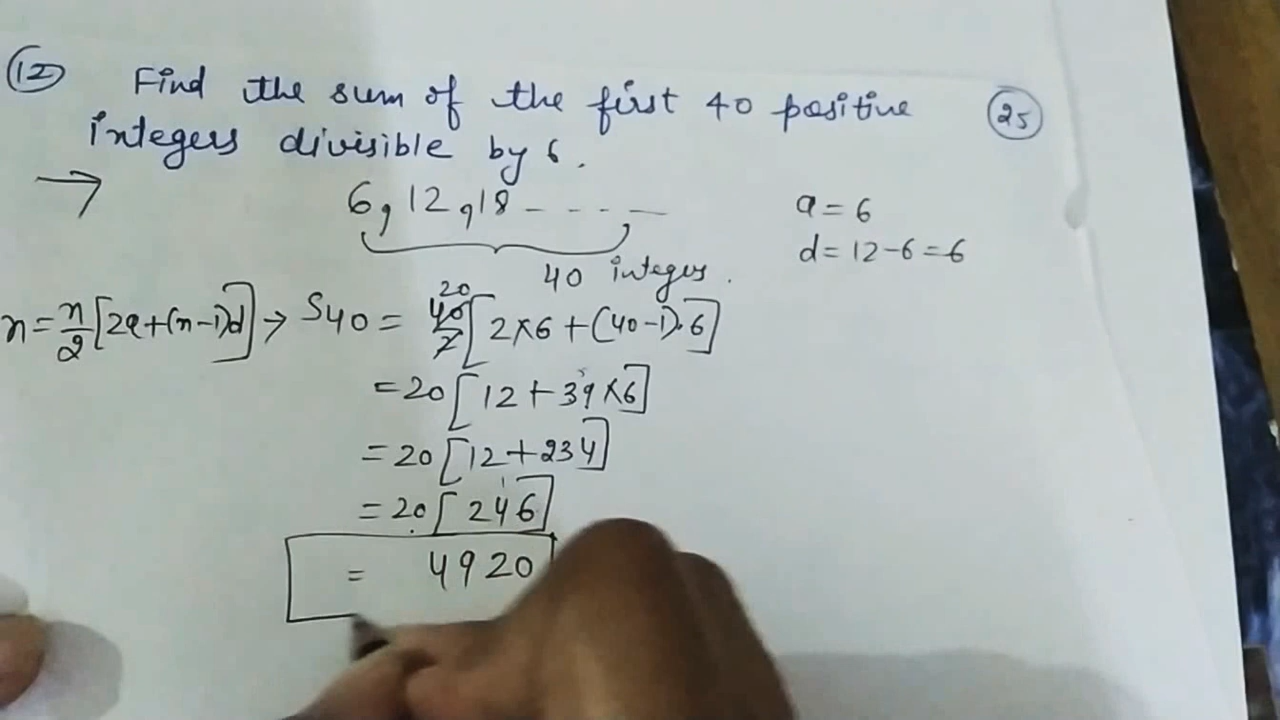 12 Find the sum of the first 40 positive 25
integers divisible by 6.
→ 6, 12, 18 - - - - -
40 integers.
a = 6
d = 12-6 = 6
n = n/2 [2a+(n-1)d] → S40 = 40/2 20 [2×6+(40-1)·6]
= 20 [12 + 39×6]
= 20 [12+234]
= 20 [246]
= 4920